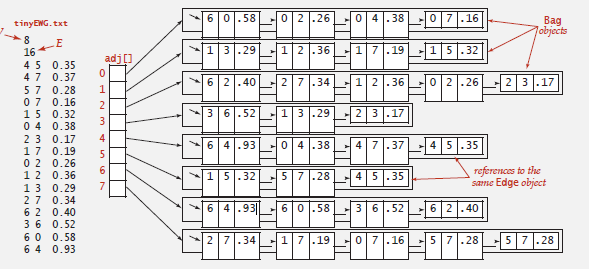 tinyEWG.txt
V
8
16 E
4 5 0.35
4 7 0.37
5 7 0.28
0 7 0.16
1 5 0.32
0 4 0.38
2 3 0.17
1 7 0.19
0 2 0.26
1 2 0.36
1 3 0.29
2 7 0.34
6 2 0.40
3 6 0.52
6 0 0.58
6 4 0.93
adj[]
0
1
2
3
4
5
6
7
6 0 .58 0 2 .26 0 4 .38 0 7 .16
1 3 .29 1 2 .36 1 7 .19 1 5 .32
6 2 .40 2 7 .34 1 2 .36 0 2 .26 2 3 .17
3 6 .52 1 3 .29 2 3 .17
6 4 .93 0 4 .38 4 7 .37 4 5 .35
1 5 .32 5 7 .28 4 5 .35
6 4 .93 6 0 .58 3 6 .52 6 2 .40
2 7 .34 1 7 .19 0 7 .16 5 7 .28 5 7 .28
Bag
objects
references to the
same Edge object